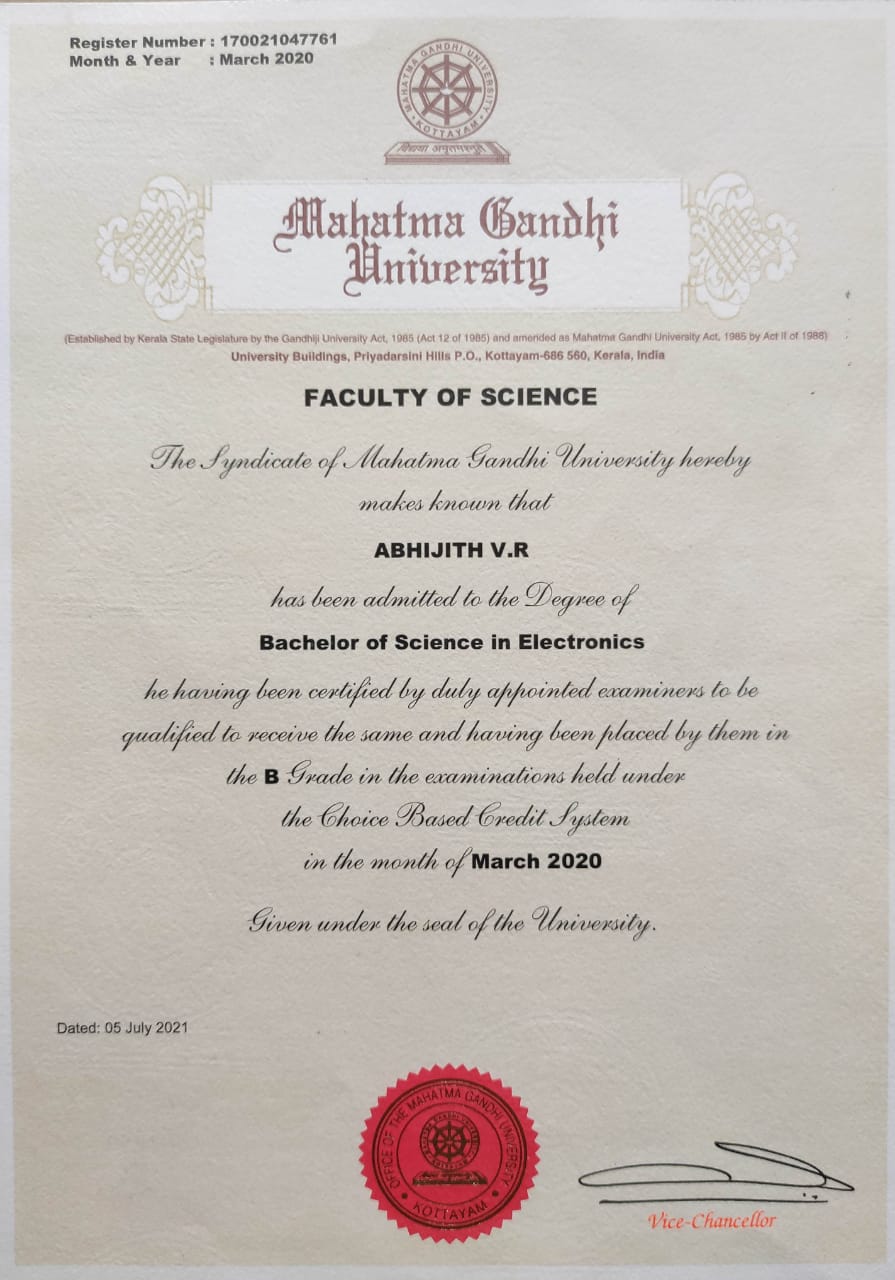 Register Number : 170021047761
Month & Year : March 2020
MAHATMA GANDHI UNIVERSITY
• KOTTAYAM •
विद्यया अमृतमश्नुते
Mahatma Gandhi
University
(Established by Kerala State Legislature by the Gandhiji University Act, 1985 (Act 12 of 1985) and amended as Mahatma Gandhi University Act, 1985 by Act II of 1988)
University Buildings, Priyadarsini Hills P.O., Kottayam-686 560, Kerala, India
FACULTY OF SCIENCE
The Syndicate of Mahatma Gandhi University hereby
makes known that
ABHIJITH V.R
has been admitted to the Degree of
Bachelor of Science in Electronics
he having been certified by duly appointed examiners to be
qualified to receive the same and having been placed by them in
the B Grade in the examinations held under
the Choice Based Credit System
in the month of March 2020
Given under the seal of the University.
Dated: 05 July 2021
OFFICE OF THE MAHATMA GANDHI UNIVERSITY
• KOTTAYAM •
Vice-Chancellor